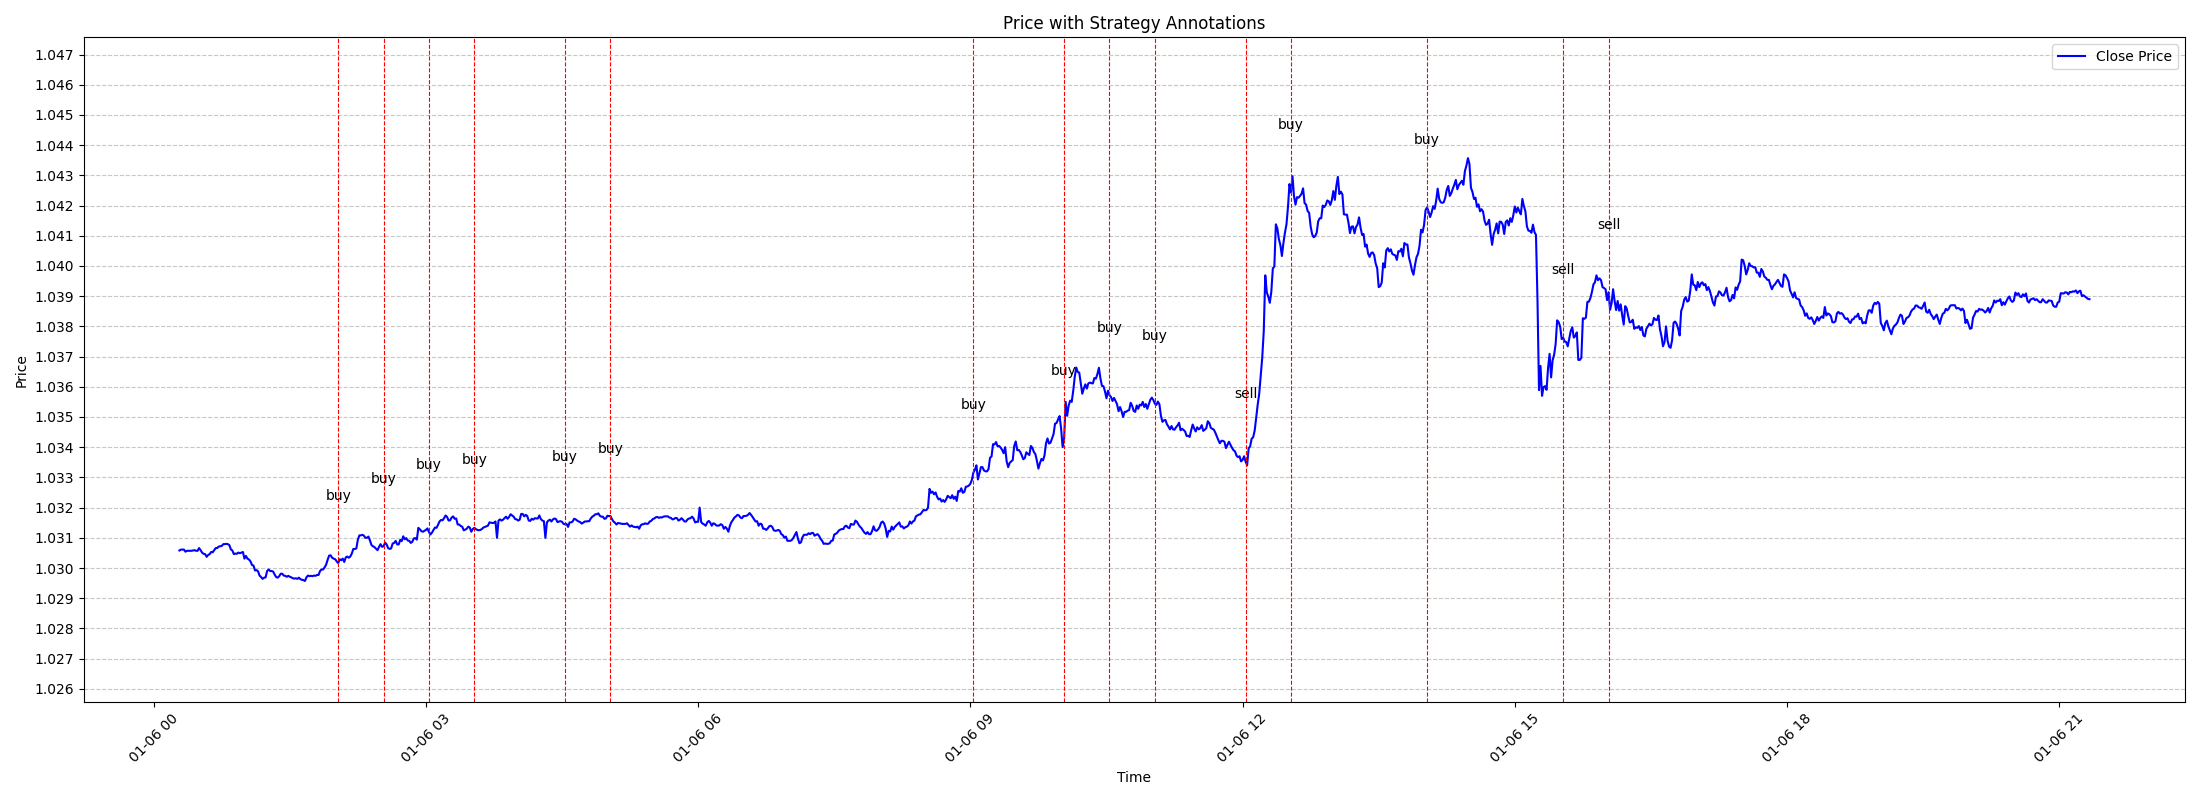 Price with Strategy Annotations
Close Price
1.047
1.046
1.045
1.044
1.043
1.042
1.041
1.040
1.039
1.038
1.037
1.036
1.035
1.034
1.033
1.032
1.031
1.030
1.029
1.028
1.027
1.026
Price
buy
buy
buy
buy
buy
buy
buy
buy
buy
buy
sell
buy
buy
sell
sell
01-06 00
01-06 03
01-06 06
01-06 09
01-06 12
01-06 15
01-06 18
01-06 21
Time